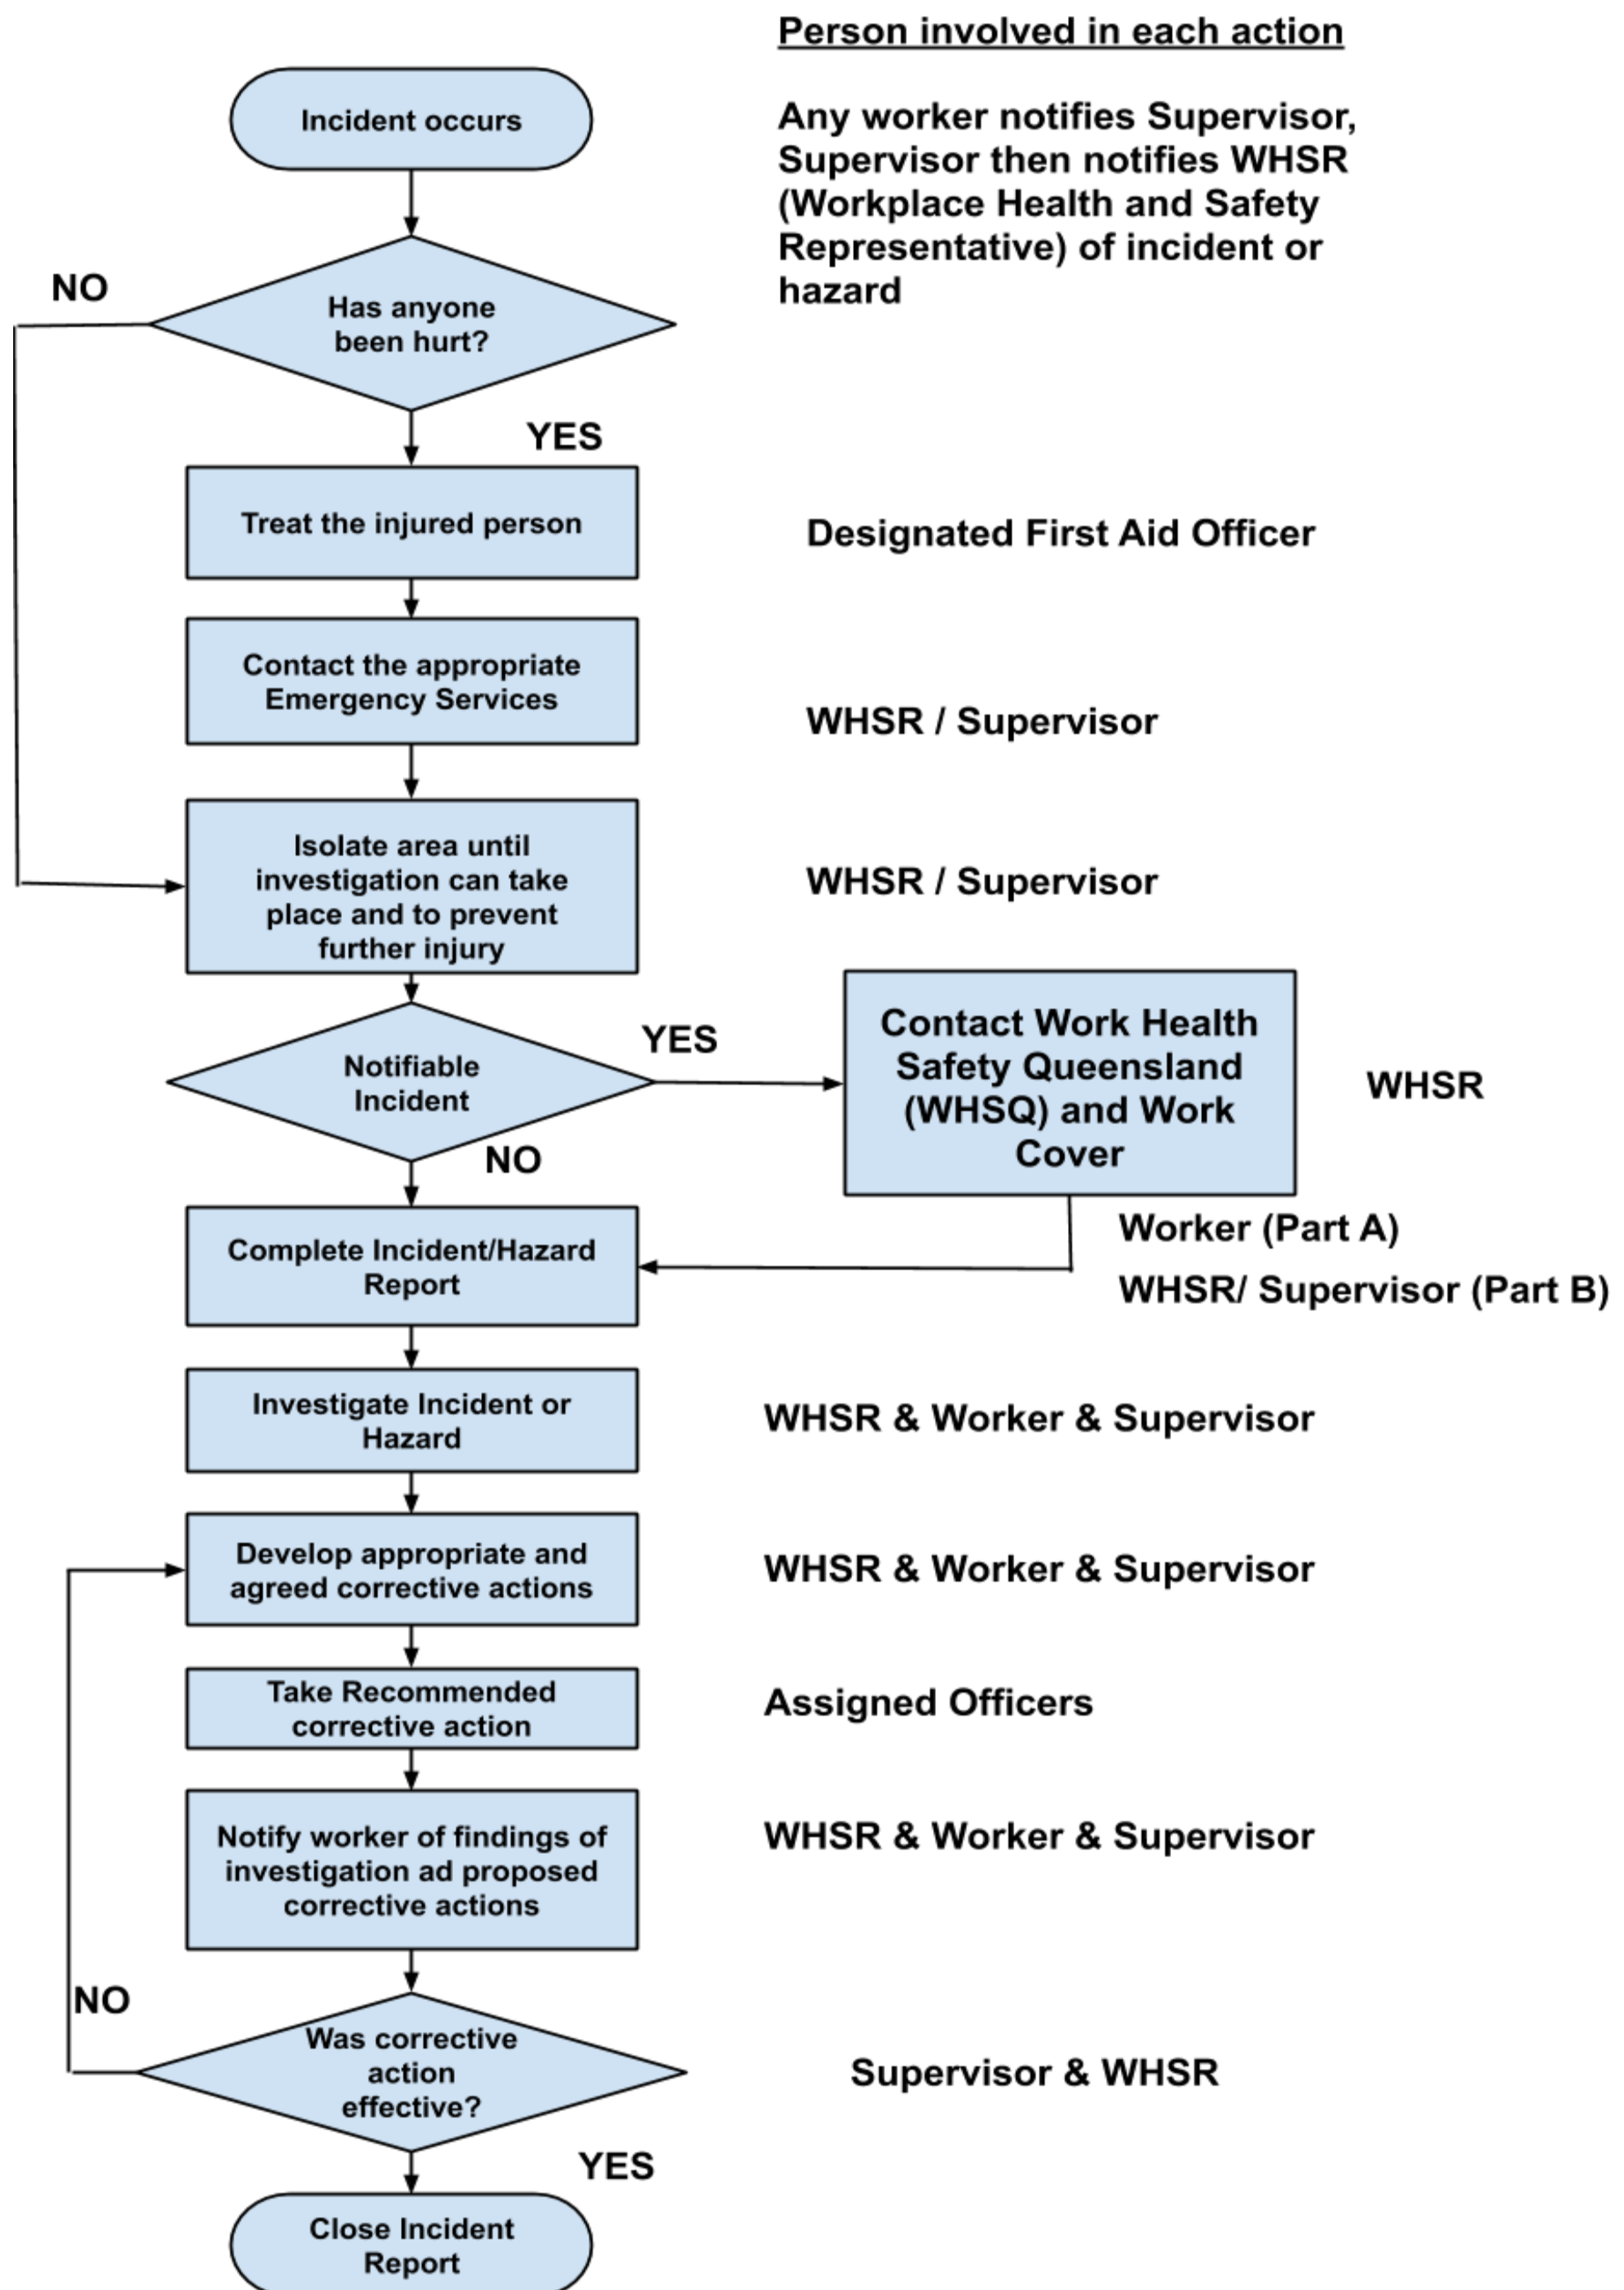 Person involved in each action
Incident occurs
Any worker notifies Supervisor,
Supervisor then notifies WHSR
(Workplace Health and Safety
Representative) of incident or
hazard
NO
Has anyone
been hurt?
YES
Treat the injured person
Designated First Aid Officer
Contact the appropriate
Emergency Services
WHSR / Supervisor
Isolate area until
investigation can take
place and to prevent
further injury
WHSR / Supervisor
Notifiable
Incident
YES
Contact Work Health
Safety Queensland
(WHSQ) and Work
Cover
WHSR
NO
Complete Incident/Hazard
Report
Worker (Part A)
WHSR/ Supervisor (Part B)
Investigate Incident or
Hazard
WHSR & Worker & Supervisor
Develop appropriate and
agreed corrective actions
WHSR & Worker & Supervisor
Take Recommended
corrective action
Assigned Officers
Notify worker of findings of
investigation ad proposed
corrective actions
WHSR & Worker & Supervisor
NO
Was corrective
action
effective?
Supervisor & WHSR
YES
Close Incident
Report